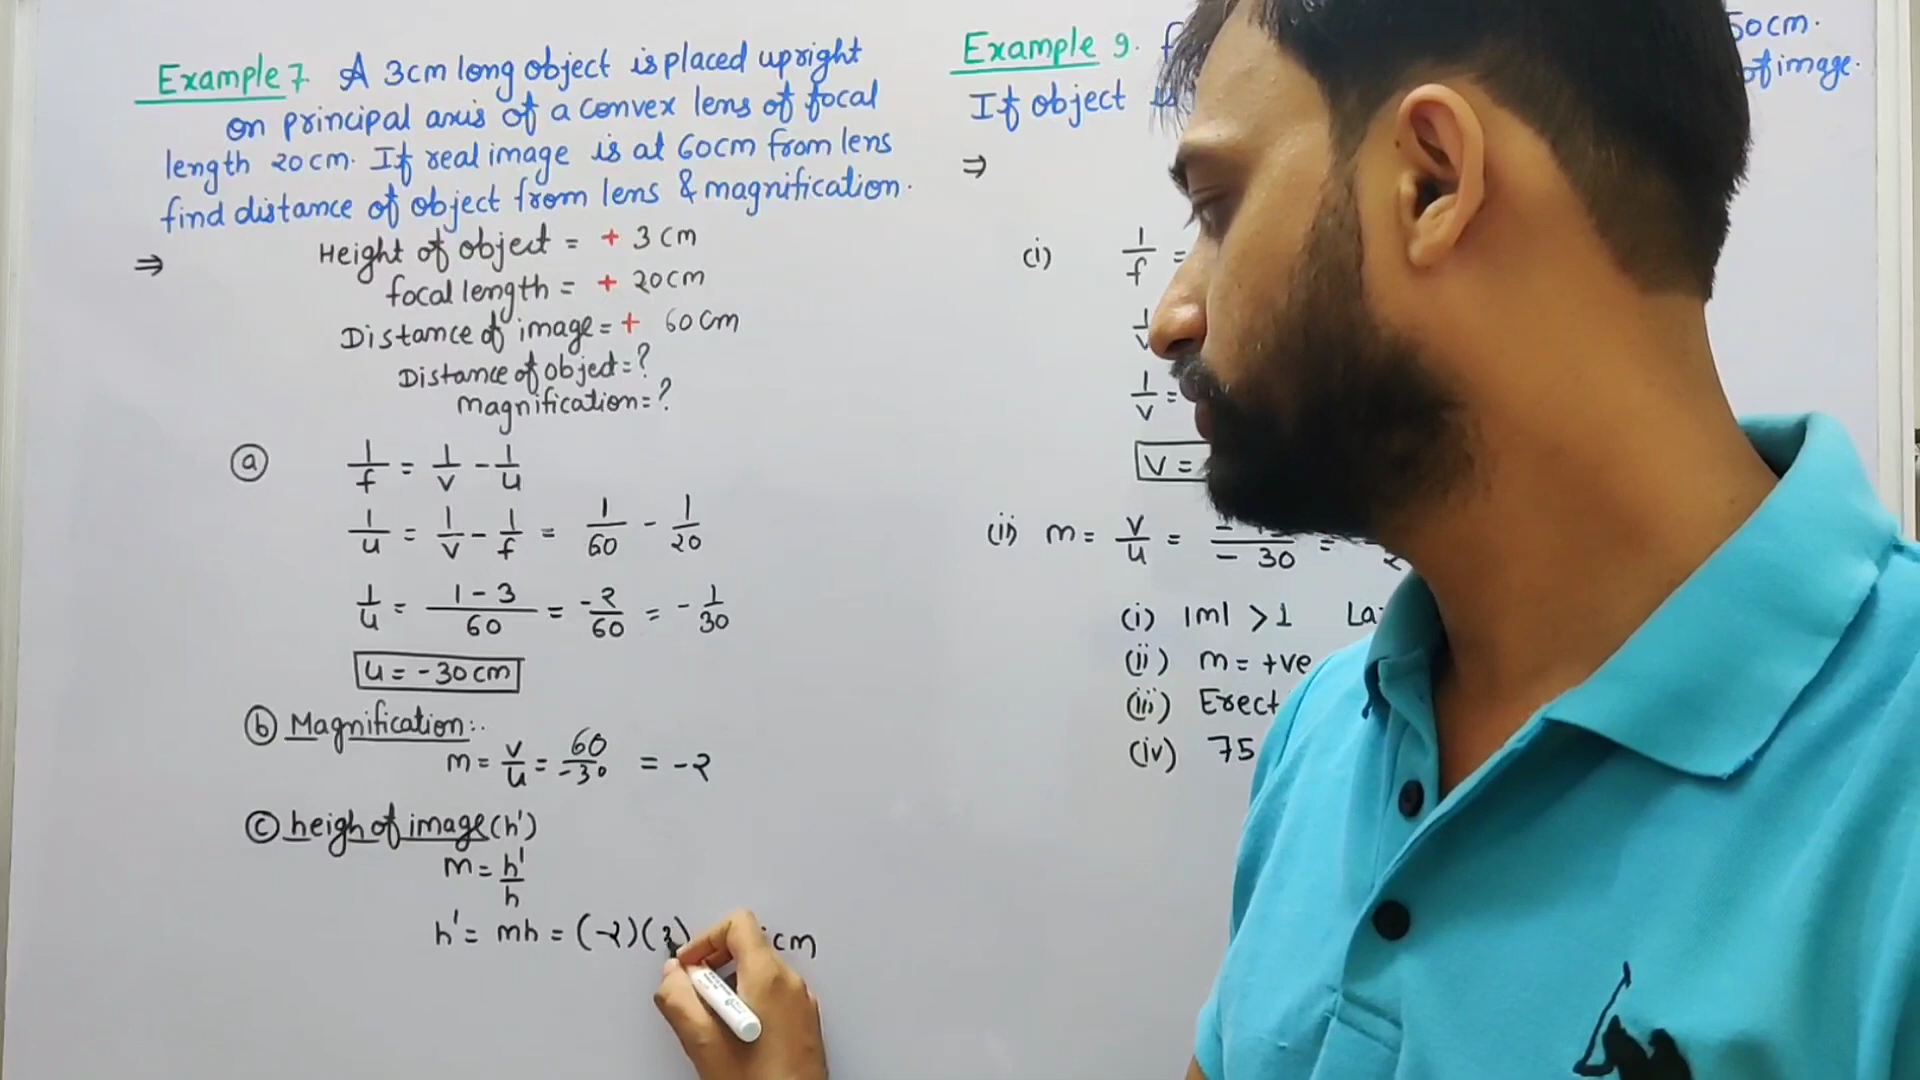 Example 7. A 3cm long object is placed upright
on principal axis of a convex lens of focal
length 20cm. If real image is at 60cm from lens
find distance of object from lens & magnification.
⇒ Height of object = + 3cm
focal length = + 20cm
Distance of image = + 60cm
Distance of object = ?
Magnification = ?
(a) 1/f = 1/v - 1/u
1/u = 1/v - 1/f = 1/60 - 1/20
1/u = (1-3)/60 = -2/60 = -1/30
u = -30cm
(b) Magnification:.
m = v/u = 60/-30 = -2
(c) heigh of image (h')
m = h'/h
h' = mh = (-2)(3) cm
Example 9. 50cm.
If object of image.
⇒
(i) 1/f =
1/v
1/v =
v =
(ii) m = v/u = - / - 30 =
(i) |m| > 1
(ii) m = +ve
(iii) Erect
(iv) 75